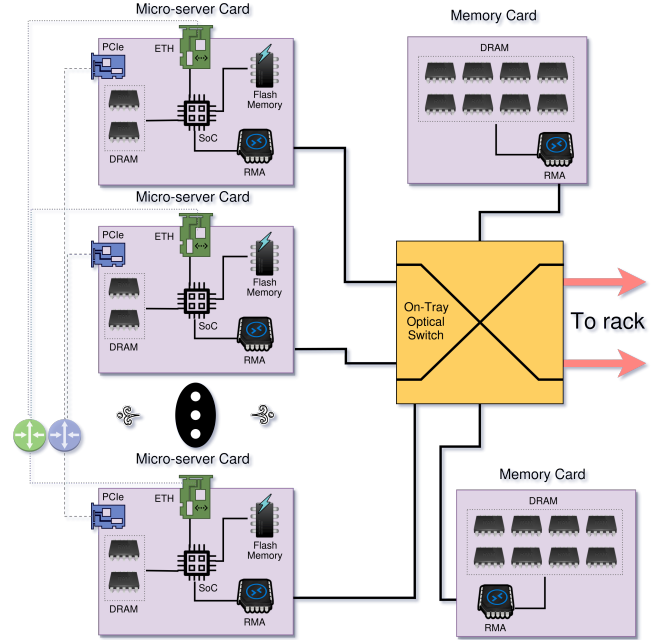 Micro-server Card
PCIe
ETH
Flash
Memory
DRAM
SoC
RMA
Memory Card
DRAM
RMA
Micro-server Card
PCIe
ETH
Flash
Memory
DRAM
SoC
RMA
On-Tray
Optical
Switch
To rack
Micro-server Card
PCIe
ETH
Flash
Memory
DRAM
SoC
RMA
Memory Card
DRAM
RMA